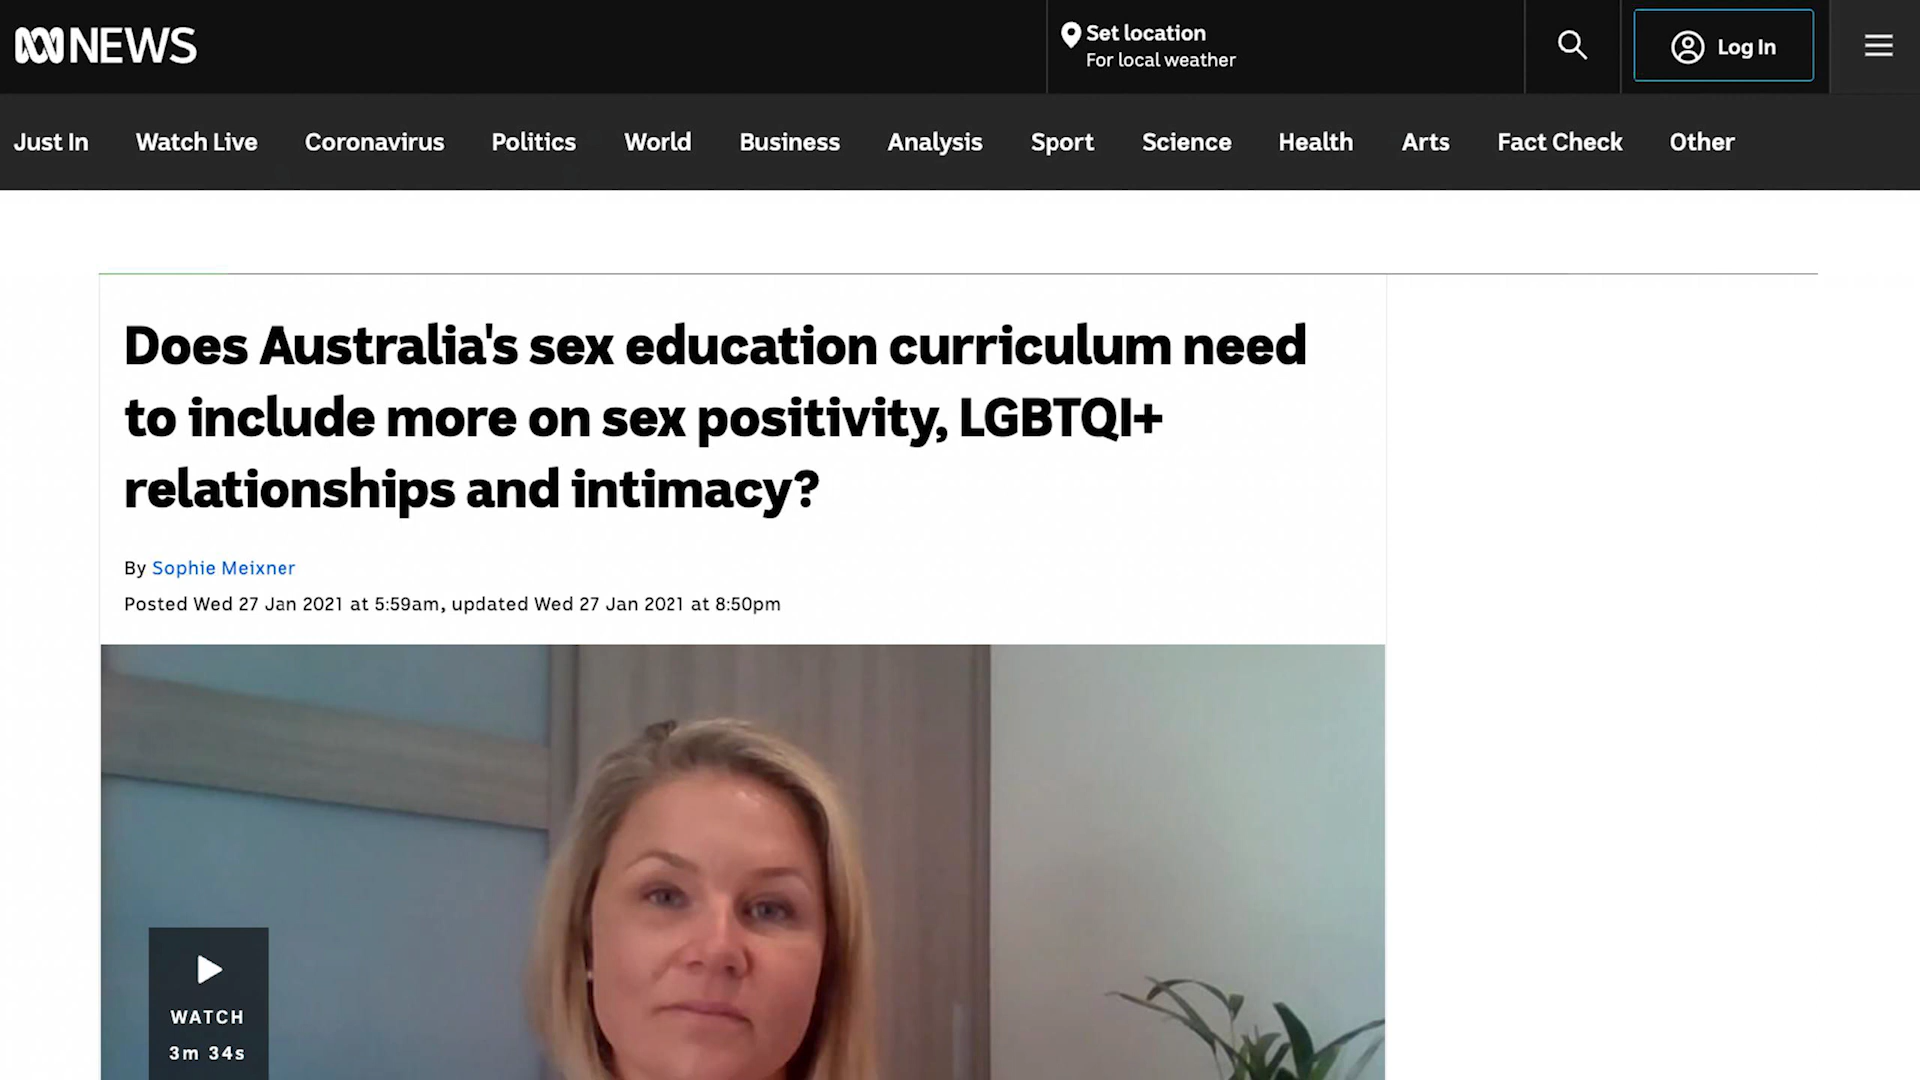 NEWS
Set location
For local weather
Log In
Just In Watch Live Coronavirus Politics World Business Analysis Sport Science Health Arts Fact Check Other
Does Australia's sex education curriculum need
to include more on sex positivity, LGBTQI+
relationships and intimacy?
By Sophie Meixner
Posted Wed 27 Jan 2021 at 5:59am, updated Wed 27 Jan 2021 at 8:50pm
WATCH
3m 34s